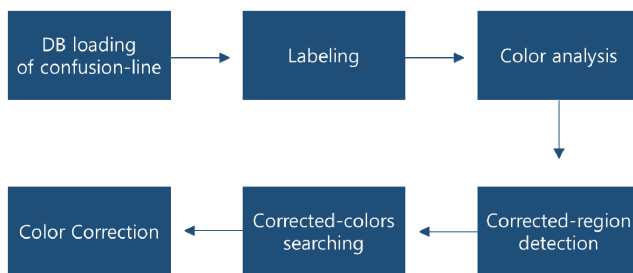 DB loading
of confusion-line
Labeling
Color analysis
Corrected-region
detection
Corrected-colors
searching
Color Correction